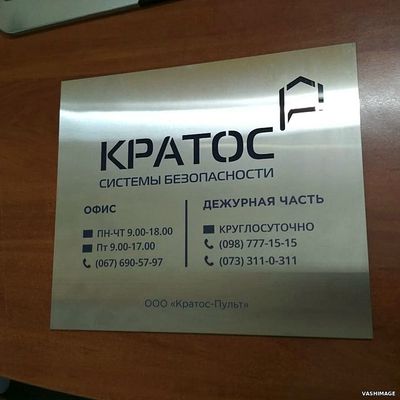 КРАТОС
СИСТЕМЫ БЕЗОПАСНОСТИ
ОФИС
ПН-ЧТ 9.00-18.00
Пт 9.00-17.00
(067) 690-57-97
ДЕЖУРНАЯ ЧАСТЬ
КРУГЛОСУТОЧНО
(098) 777-15-15
(073) 311-0-311
ООО «Кратос-Пульт»
VASHIMAGE